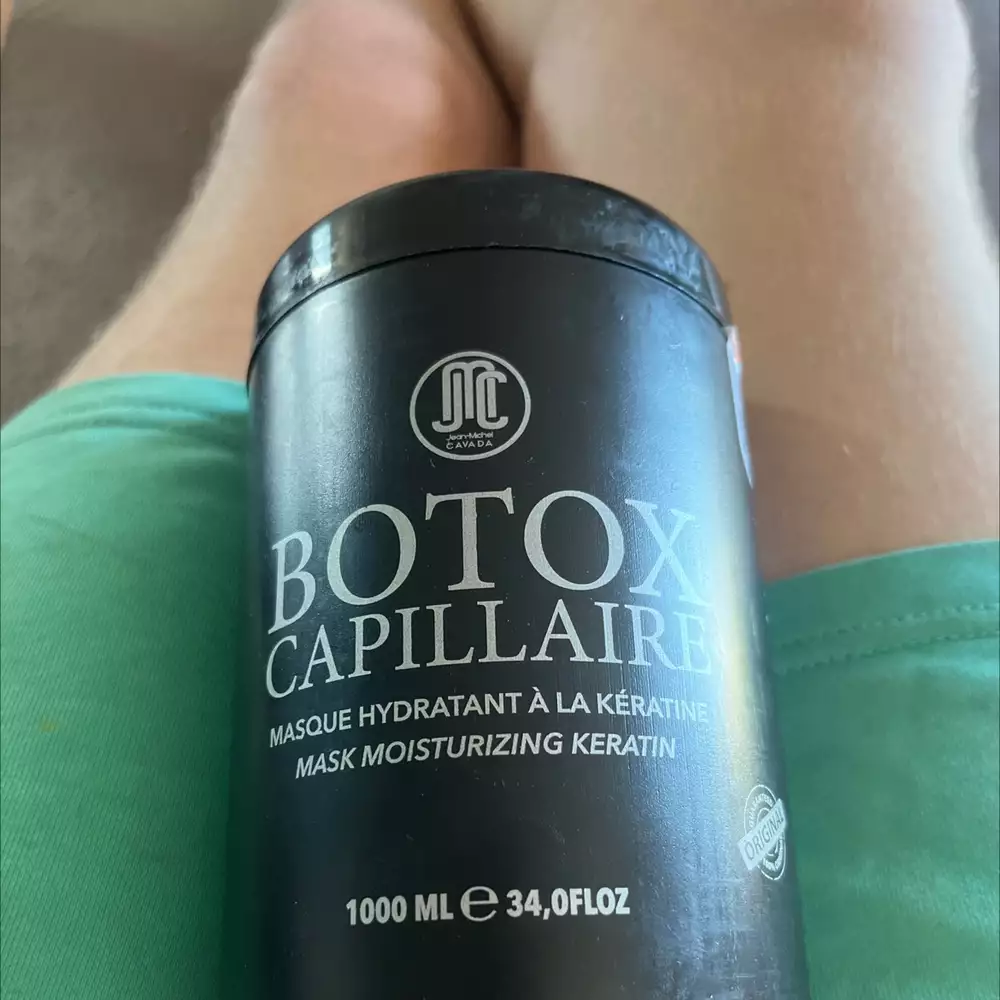 JMC
Jean-Michel
CAVADA
BOTOX
CAPILLAIRE
MASQUE HYDRATANT À LA KÉRATINE
MASK MOISTURIZING KERATIN
ORIGINAL
1000 ML e 34,0FLOZ